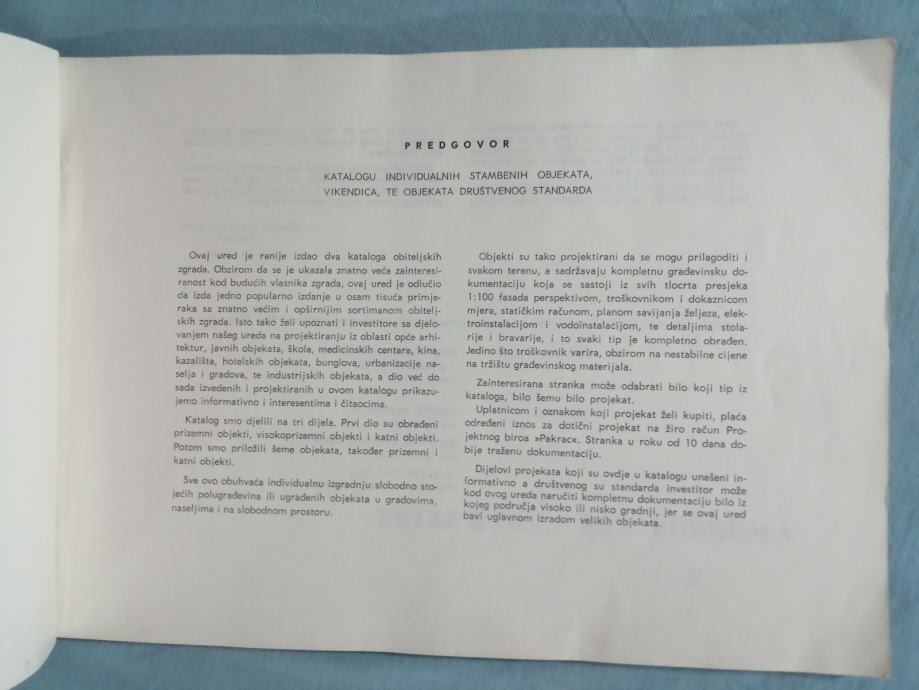 PREDGOVOR
KATALOGU INDIVIDUALNIH STAMBENIH OBJEKATA,
VIKENDICA, TE OBJEKATA DRUŠTVENOG STANDARDA
Ovaj ured je ranije izdao dva kataloga obiteljskih
zgrada. Obzirom da se je ukazala znatno veća zainteresi-
ranost kod budućih vlasnika zgrada, ovaj ured je odlučio
da izda jedno popularno izdanje u osam tisuća primje-
raka sa znatno većim i opširnijim sortimanom obitelj-
skih zgrada. Isto tako želi upoznati i investitore sa djelo-
vanjem našeg ureda na projektiranju iz oblasti opće arhi-
tektur, javnih objekata, škola, medicinskih centara, kina,
kazališta, hotelskih objekata, bunglova, urbanizacije na-
selja i gradova, te industrijskih objekata, a dio već do
sada izvedenih i projektiranih u ovom katalogu prikazu-
jemo informativno i interesentima i čitaocima.
Katalog smo djelili na tri dijela. Prvi dio su obrađeni
prizemni objekti, visokoprizemni objekti i katni objekti.
Potom smo priložili šeme objekata, također prizemni i
katni objekti.
Sve ovo obuhvaća individualnu izgradnju slobodno sto-
jećih polugrađevina ili ugrađenih objekata u gradovima,
naseljima i na slobodnom prostoru.
Objekti su tako projektirani da se mogu prilagoditi i
svakom terenu, a sadržavaju kompletnu građevinsku do-
kumentaciju koja se sastoji iz svih tlocrta presjeka
1:100 fasada perspektivom, troškovnikom i dokaznicom
mjera, statičkim računom, planom savijanja željeza, elek-
troinstalacijom i vodoinstalacijom, te detaljima stola-
rije i bravarije, i to svaki tip je kompletno obrađen.
Jedino što troškovnik varira, obzirom na nestabilne cijene
na tržištu građevinskog materijala.
Zainteresirana stranka može odabrati bilo koji tip iz
kataloga, bilo šemu bilo projekat.
Uplatnicom i oznakom koji projekat želi kupiti, plaća
određeni iznos za dotični projekat na žiro račun Pro-
jektnog biroa »Pakrac«. Stranka u roku od 10 dana do-
bije traženu dokumentaciju.
Dijelovi projekata koji su ovdje u katalogu unešeni in-
formativno a društvenog su standarda investitor može
kod ovog ureda naručiti kompletnu dokumentaciju bilo iz
kojeg područja visoko ili nisko gradnji, jer se ovaj ured
bavi uglavnom izradom velikih objekata.